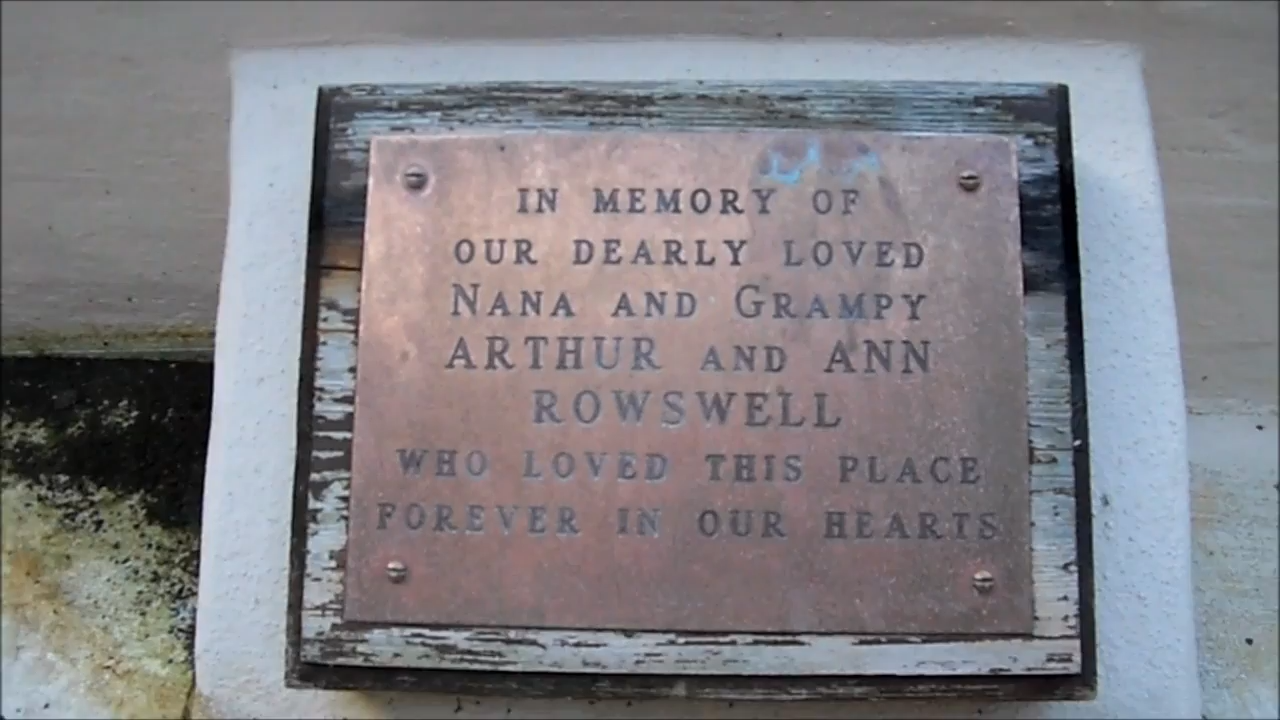 IN MEMORY OF
OUR DEARLY LOVED
NANA AND GRAMPY
ARTHUR AND ANN
ROWSWELL
WHO LOVED THIS PLACE
FOREVER IN OUR HEARTS